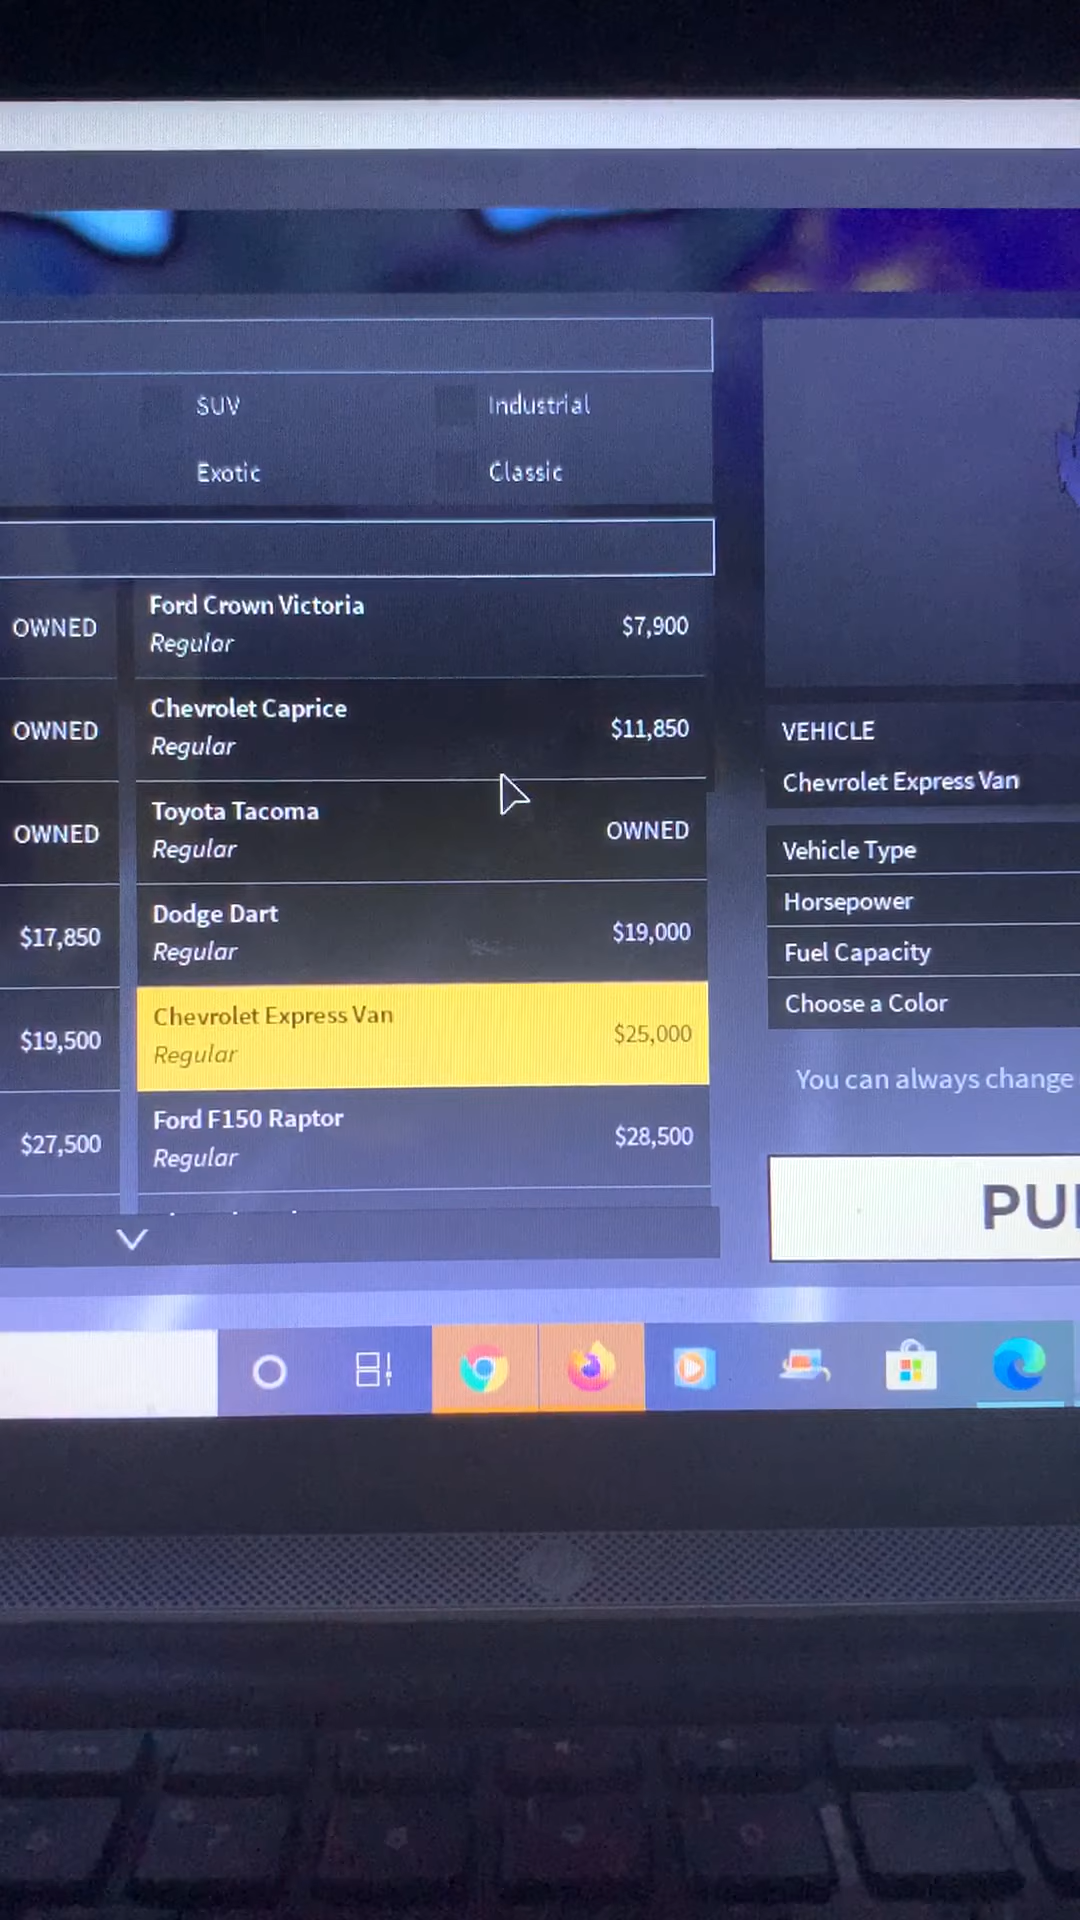 SUV
Industrial
Exotic
Classic
OWNED
OWNED
OWNED
$17,850
$19,500
$27,500
Ford Crown Victoria
Regular
$7,900
Chevrolet Caprice
Regular
$11,850
Toyota Tacoma
Regular
OWNED
Dodge Dart
Regular
$19,000
Chevrolet Express Van
Regular
$25,000
Ford F150 Raptor
Regular
$28,500
VEHICLE
Chevrolet Express Van
Vehicle Type
Horsepower
Fuel Capacity
Choose a Color
You can always change
PU